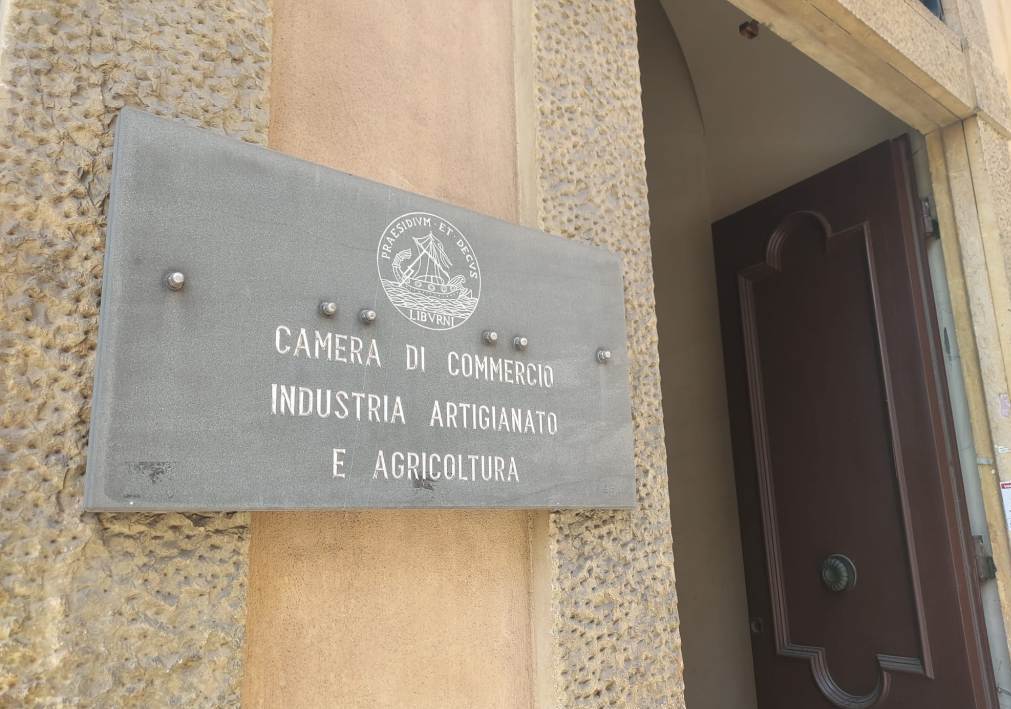 PRAESIDIVM · ET DECVS
LIBVRNI
CAMERA DI COMMERCIO
INDUSTRIA ARTIGIANATO
E AGRICOLTURA